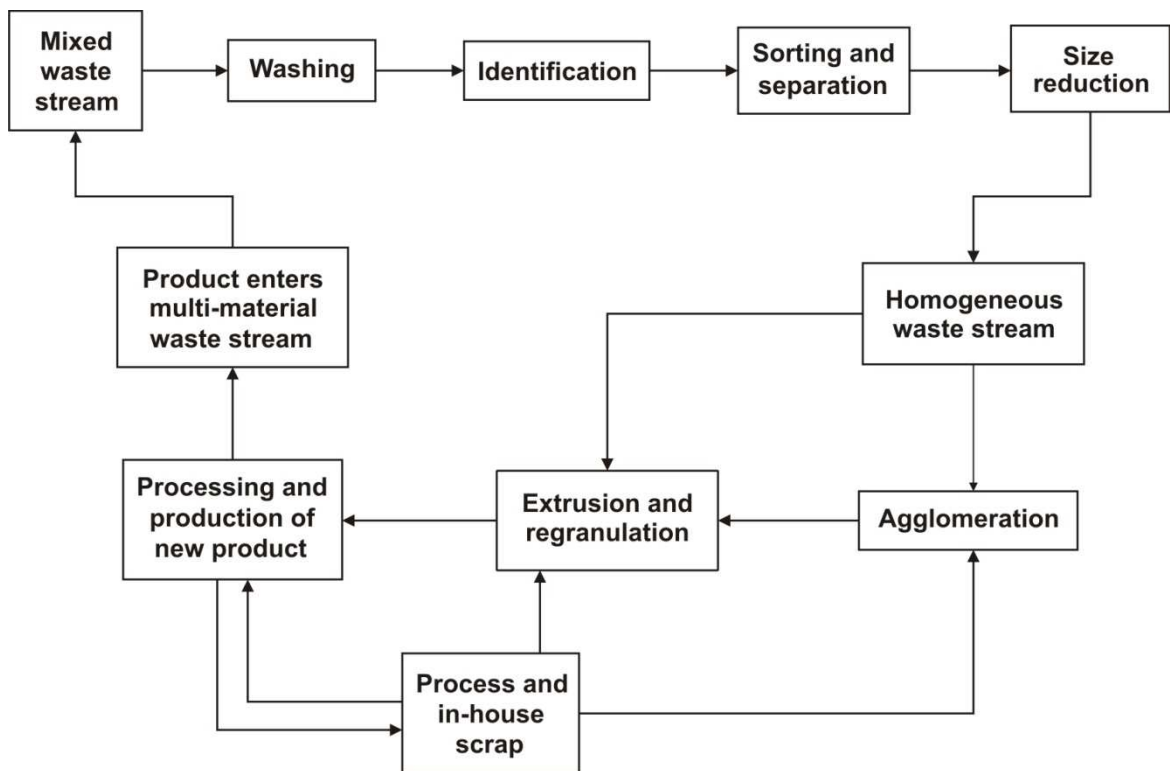 Mixed
waste
stream
Washing
Identification
Sorting and
separation
Size
reduction
Product enters
multi-material
waste stream
Homogeneous
waste stream
Processing and
production of
new product
Extrusion and
regranulation
Agglomeration
Process and
in-house
scrap